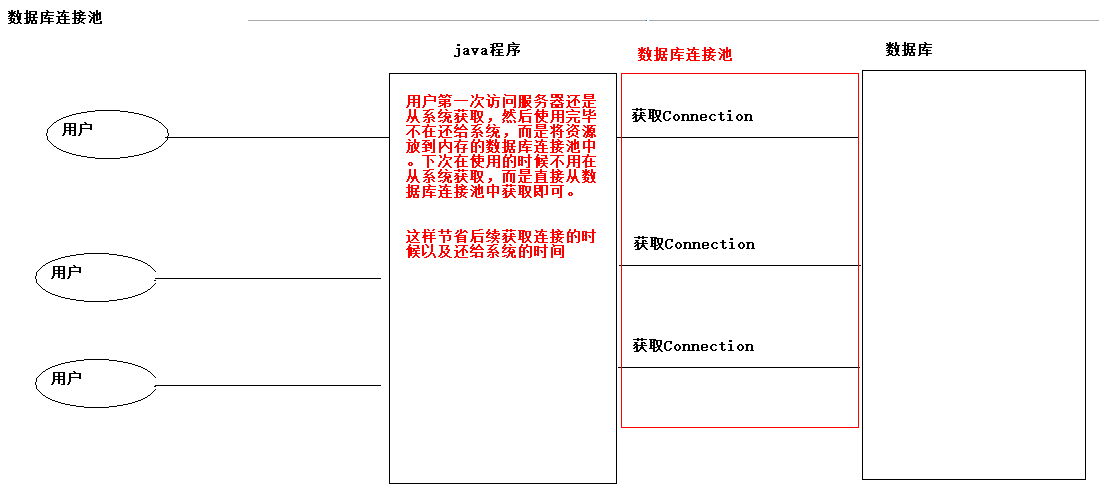 数据库连接池
java程序
数据库连接池
数据库
用户
用户第一次访问服务器还是
从系统获取，然后使用完毕
不在还给系统，而是将资源
放到内存的数据库连接池中
。下次在使用的时候不用在
从系统获取，而是直接从数
据库连接池中获取即可。
获取Connection
这样节省后续获取连接的时
候以及还给系统的时间
获取Connection
用户
获取Connection
用户